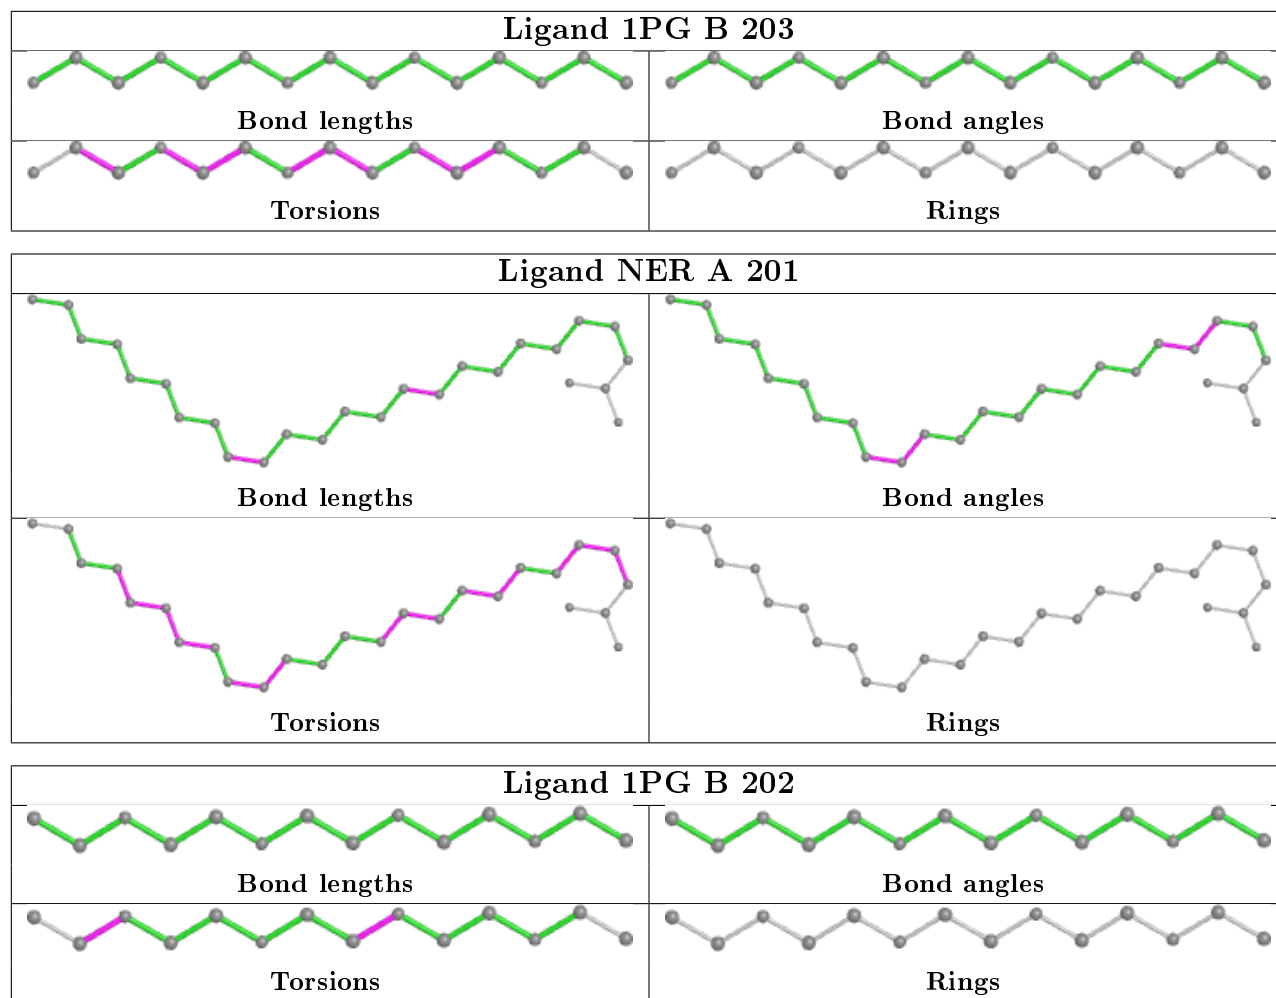 Ligand 1PG B 203
Bond lengths
Bond angles
Torsions
Rings
Ligand NER A 201
Bond lengths
Bond angles
Torsions
Rings
Ligand 1PG B 202
Bond lengths
Bond angles
Torsions
Rings